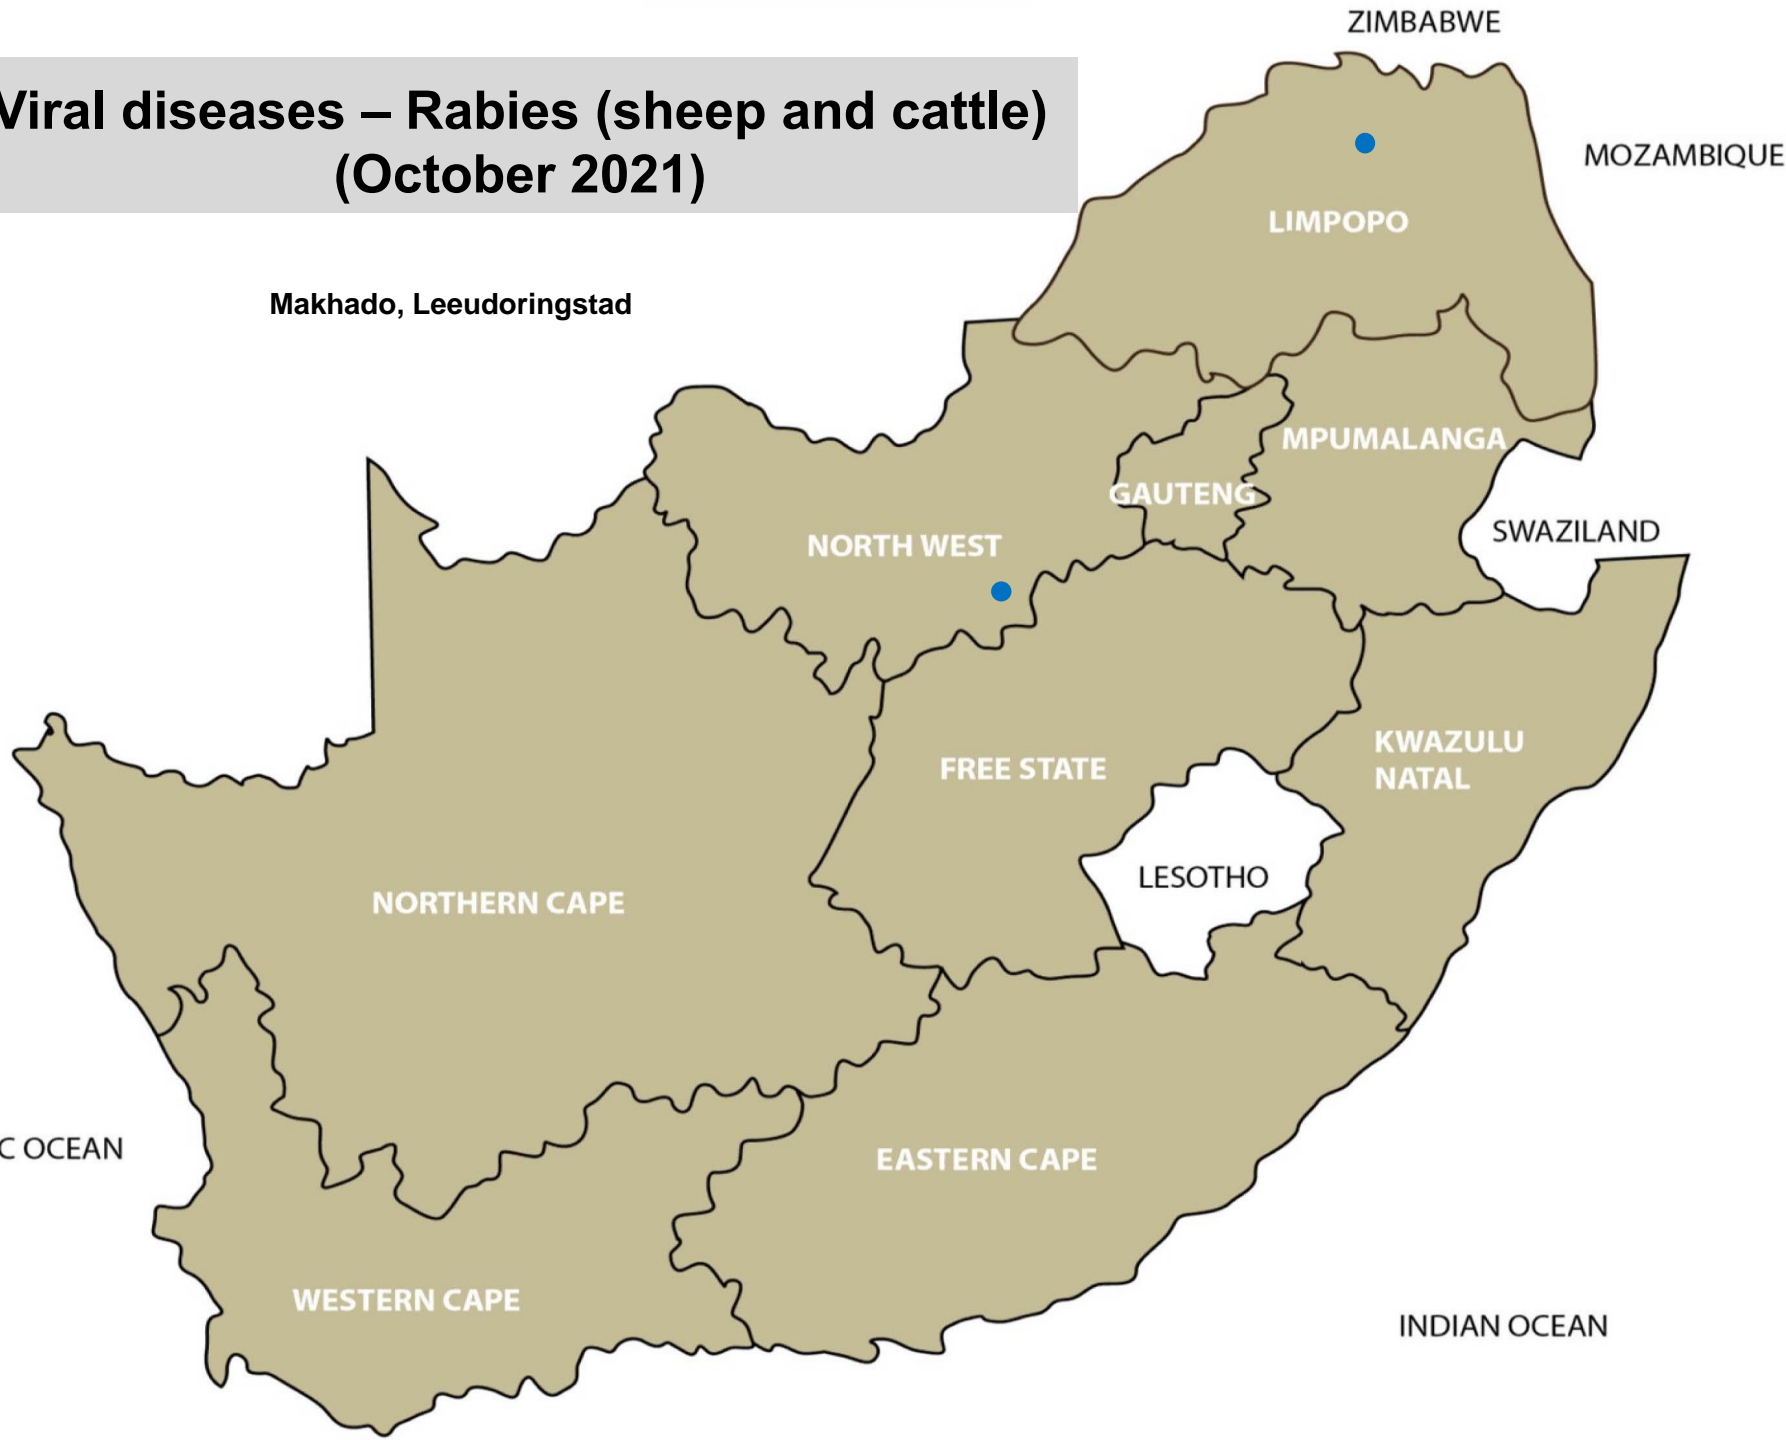 ZIMBABWE
Viral diseases – Rabies (sheep and cattle)
(October 2021)
MOZAMBIQUE
LIMPOPO
Makhado, Leeudoringstad
MPUMALANGA
GAUTENG
SWAZILAND
NORTH WEST
KWAZULU
NATAL
FREE STATE
LESOTHO
NORTHERN CAPE
C OCEAN
EASTERN CAPE
WESTERN CAPE
INDIAN OCEAN